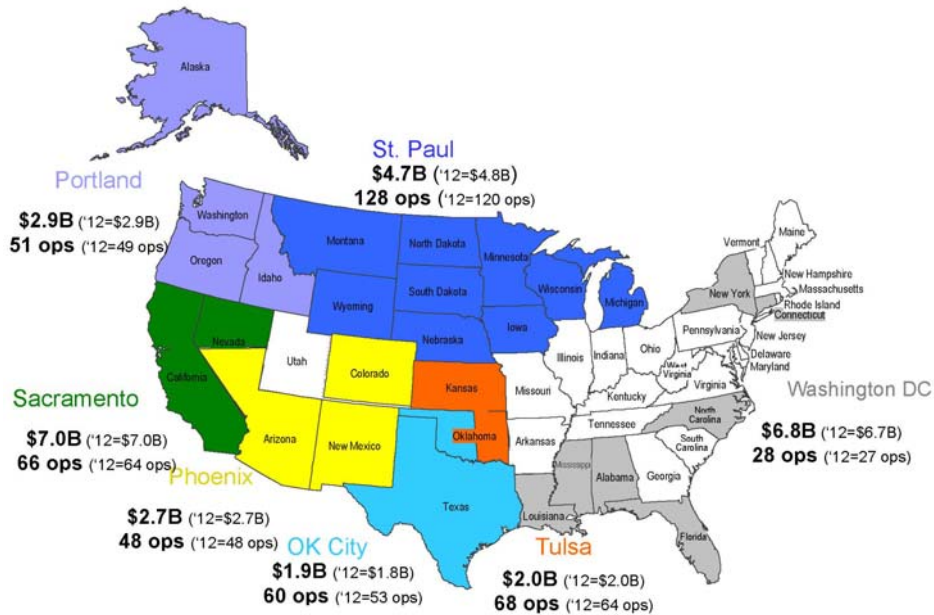 Alaska
St. Paul
$4.7B ('12=$4.8B)
128 ops ('12=120 ops)
Portland
$2.9B ('12=$2.9B)
51 ops ('12=49 ops)
Washington
Oregon
Idaho
Montana
North Dakota
Minnesota
Wisconsin
Michigan
South Dakota
Wyoming
Nebraska
Iowa
Maine
Vermont
New Hampshire
Massachusetts
New York
Rhode Island
Connecticut
Pennsylvania
New Jersey
Delaware
Maryland
Ohio
Indiana
Illinois
West
Virginia
Virginia
Kentucky
Missouri
Nevada
Utah
Colorado
Kansas
California
Sacramento
$7.0B ('12=$7.0B)
66 ops ('12=64 ops)
Washington DC
$6.8B ('12=$6.7B)
28 ops ('12=27 ops)
North
Carolina
Tennessee
South
Carolina
Arizona
New Mexico
Oklahoma
Arkansas
Mississippi
Alabama
Georgia
Texas
Louisiana
Florida
Phoenix
$2.7B ('12=$2.7B)
48 ops ('12=48 ops)
OK City
$1.9B ('12=$1.8B)
60 ops ('12=53 ops)
Tulsa
$2.0B ('12=$2.0B)
68 ops ('12=64 ops)